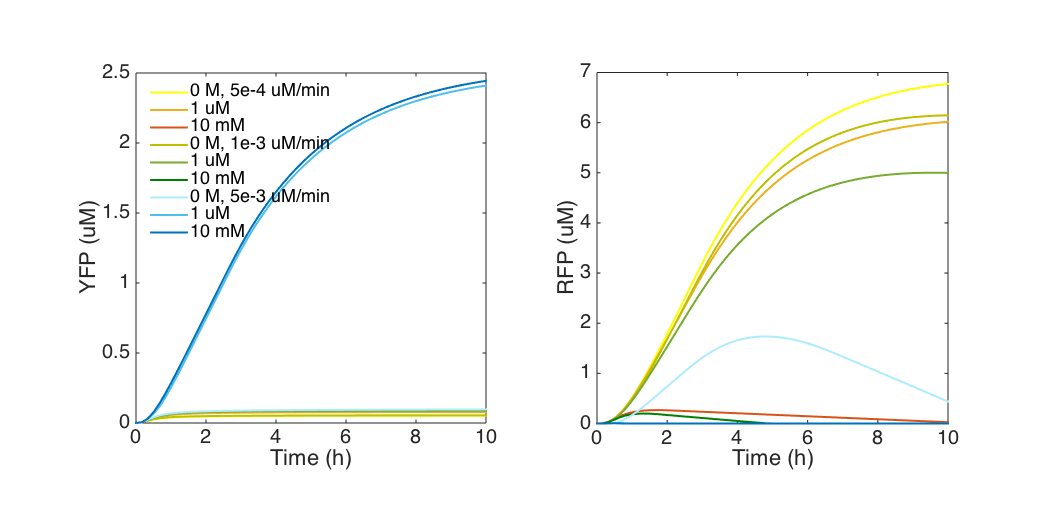 2.5
2
1.5
1
0.5
0
YFP (uM)
0 M, 5e-4 uM/min
1 uM
10 mM
0 M, 1e-3 uM/min
1 uM
10 mM
0 M, 5e-3 uM/min
1 uM
10 mM
0 2 4 6 8 10
Time (h)
7
6
5
4
3
2
1
0
RFP (uM)
0 2 4 6 8 10
Time (h)